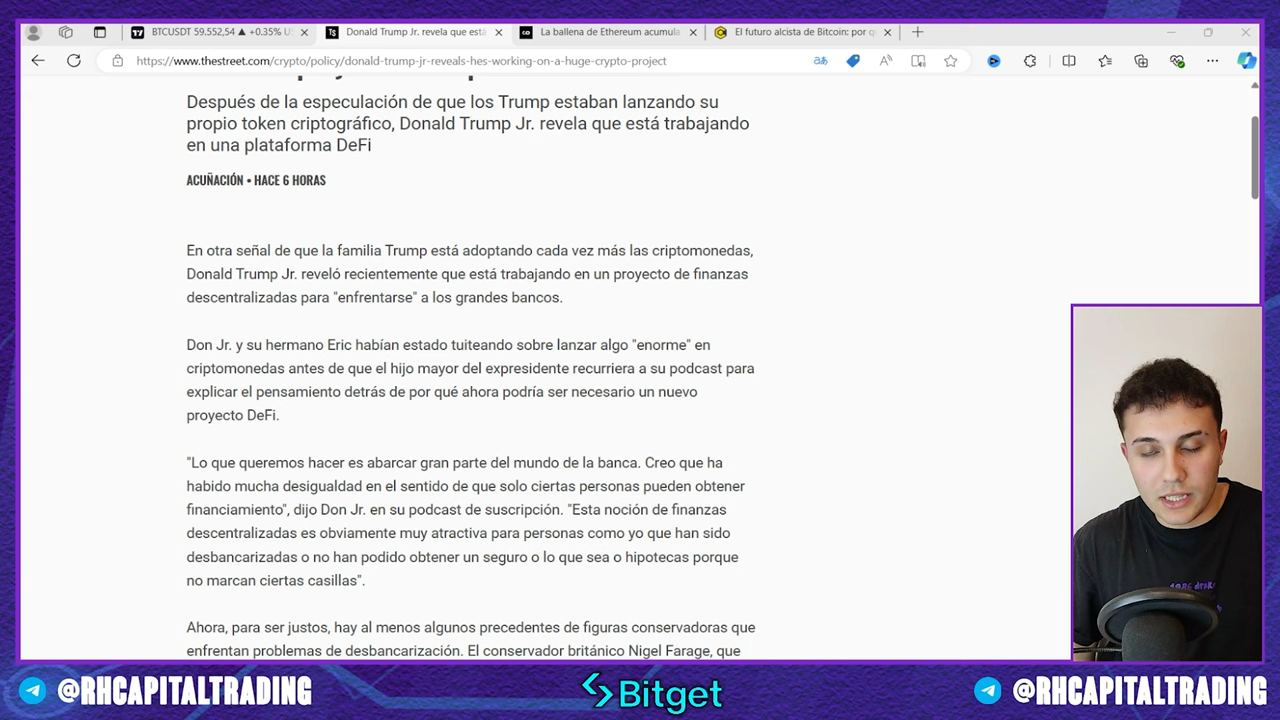 BTCUSDT 59.552,54 ▲ +0.35% U
Donald Trump Jr. revela que está
La ballena de Ethereum acumula
El futuro alcista de Bitcoin: por q
https://www.thestreet.com/crypto/policy/donald-trump-jr-reveals-hes-working-on-a-huge-crypto-project
Después de la especulación de que los Trump estaban lanzando su
propio token criptográfico, Donald Trump Jr. revela que está trabajando
en una plataforma DeFi
ACUÑACIÓN • HACE 6 HORAS
En otra señal de que la familia Trump está adoptando cada vez más las criptomonedas,
Donald Trump Jr. reveló recientemente que está trabajando en un proyecto de finanzas
descentralizadas para "enfrentarse" a los grandes bancos.
Don Jr. y su hermano Eric habían estado tuiteando sobre lanzar algo "enorme" en
criptomonedas antes de que el hijo mayor del expresidente recurriera a su podcast para
explicar el pensamiento detrás de por qué ahora podría ser necesario un nuevo
proyecto DeFi.
"Lo que queremos hacer es abarcar gran parte del mundo de la banca. Creo que ha
habido mucha desigualdad en el sentido de que solo ciertas personas pueden obtener
financiamiento", dijo Don Jr. en su podcast de suscripción. "Esta noción de finanzas
descentralizadas es obviamente muy atractiva para personas como yo que han sido
desbancarizadas o no han podido obtener un seguro o lo que sea o hipotecas porque
no marcan ciertas casillas".
Ahora, para ser justos, hay al menos algunos precedentes de figuras conservadoras que
enfrentan problemas de desbancarización. El conservador británico Nigel Farage, que
@RHCAPITALTRADING
Bitget
@RHCAPITALTRADING